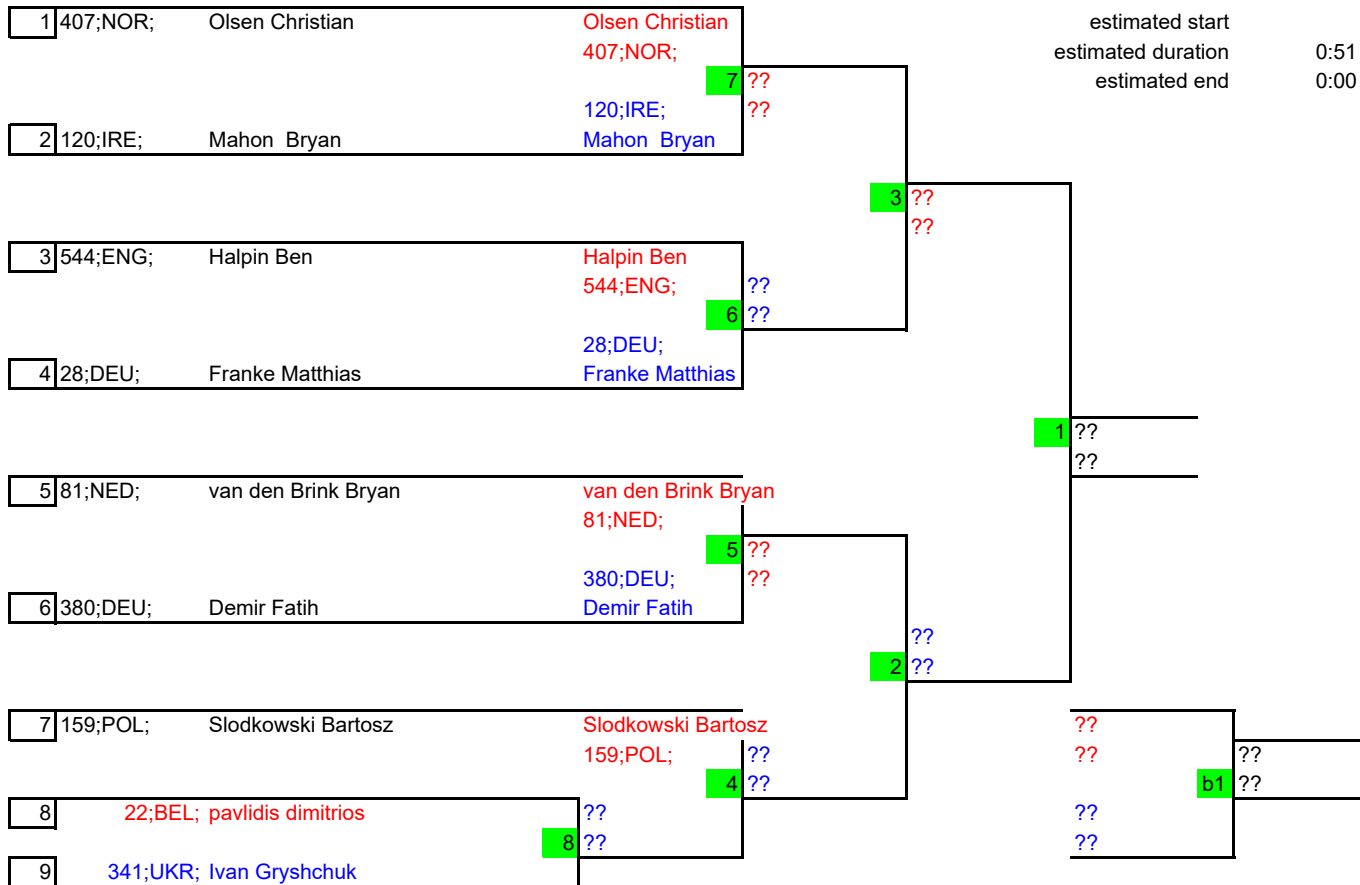 1 407;NOR; Olsen Christian Olsen Christian estimated start
407;NOR; estimated duration 0:51
7 ?? estimated end 0:00
120;IRE; ??
2 120;IRE; Mahon  Bryan Mahon  Bryan
3 ??
??
3 544;ENG; Halpin Ben Halpin Ben
544;ENG; ??
6 ??
28;DEU;
4 28;DEU; Franke Matthias Franke Matthias
1 ??
??
5 81;NED; van den Brink Bryan van den Brink Bryan
81;NED;
5 ??
380;DEU; ??
6 380;DEU; Demir Fatih Demir Fatih
??
2 ??
7 159;POL; Slodkowski Bartosz Slodkowski Bartosz ??
159;POL; ?? ?? ??
4 ?? b1 ??
8 22;BEL; pavlidis dimitrios ?? ??
8 ?? ??
9 341;UKR; Ivan Gryshchuk